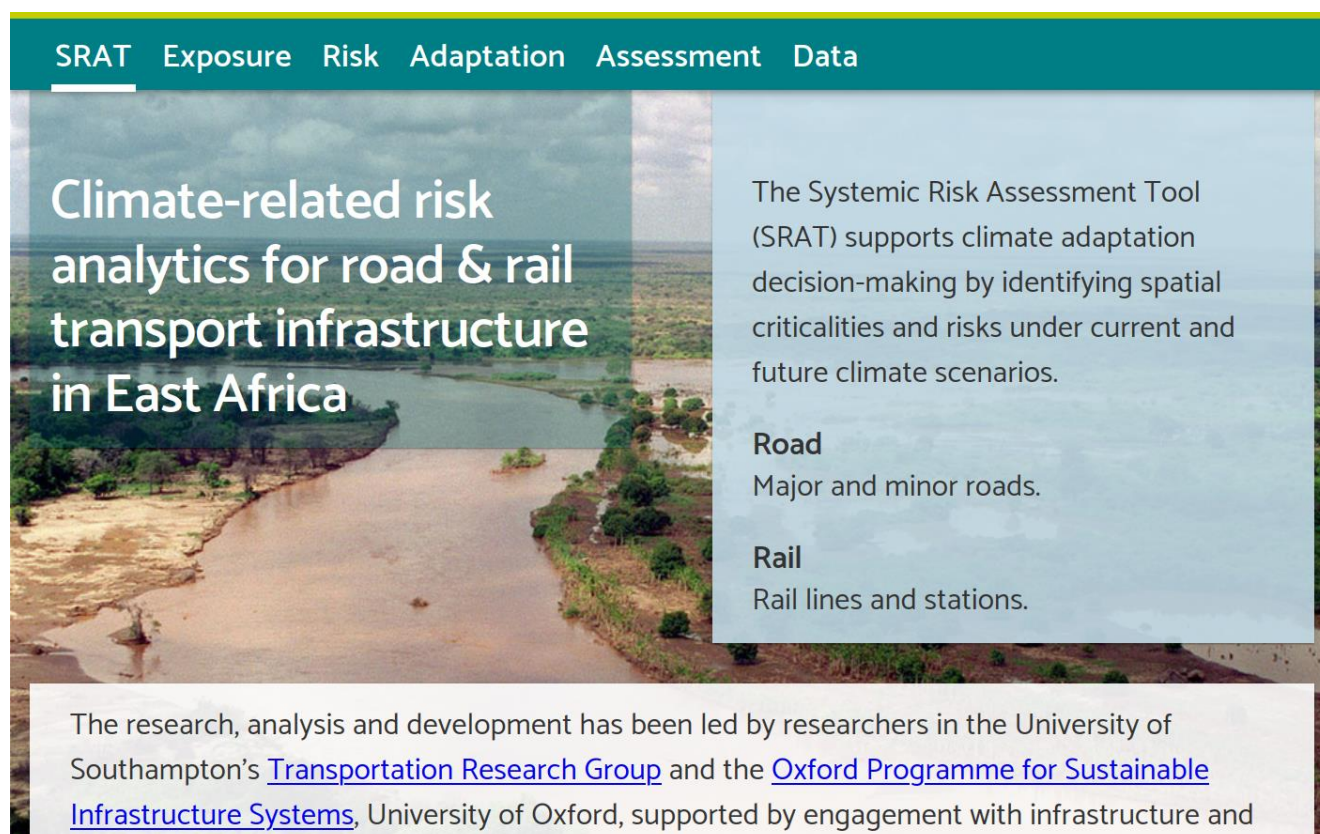 SRAT Exposure Risk Adaptation Assessment Data
Climate-related risk
analytics for road & rail
transport infrastructure
in East Africa
The Systemic Risk Assessment Tool
(SRAT) supports climate adaptation
decision-making by identifying spatial
criticalities and risks under current and
future climate scenarios.
Road
Major and minor roads.
Rail
Rail lines and stations.
The research, analysis and development has been led by researchers in the University of
Southampton's Transportation Research Group and the Oxford Programme for Sustainable
Infrastructure Systems, University of Oxford, supported by engagement with infrastructure and